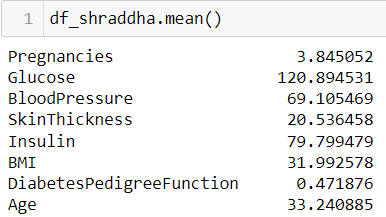 1 df_shraddha.mean()
Pregnancies 3.845052
Glucose 120.894531
BloodPressure 69.105469
SkinThickness 20.536458
Insulin 79.799479
BMI 31.992578
DiabetesPedigreeFunction 0.471876
Age 33.240885